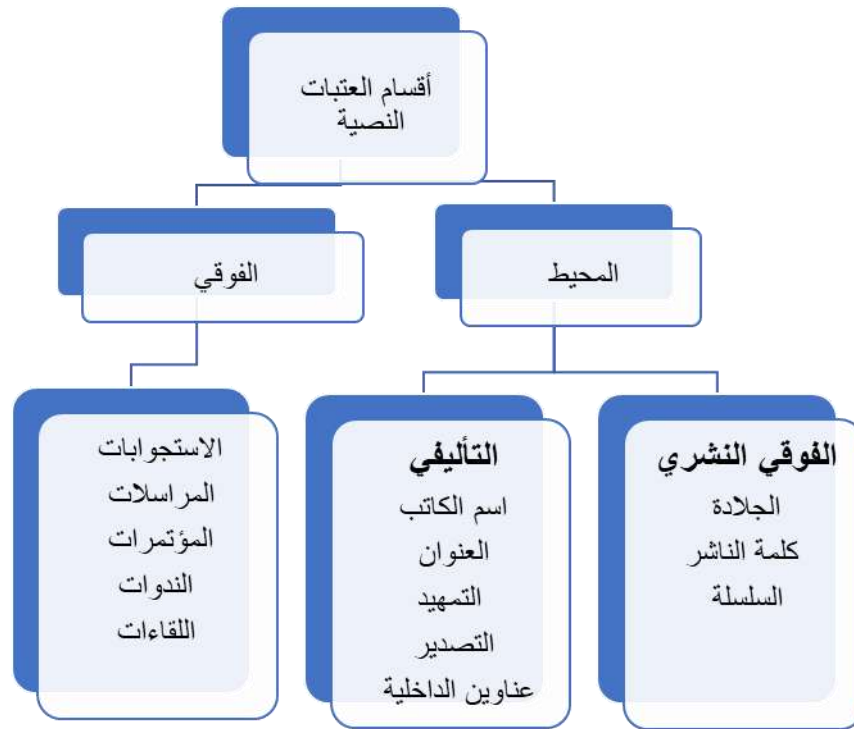 أقسام العتبات
النصية
المحيط
الفوقي
الفوقي النشري
الجلادة
كلمة الناشر
السلسلة
التأليفي
اسم الكاتب
العنوان
التمهيد
التصدير
عناوين الداخلية
الاستجوابات
المراسلات
المؤتمرات
الندوات
اللقاءات